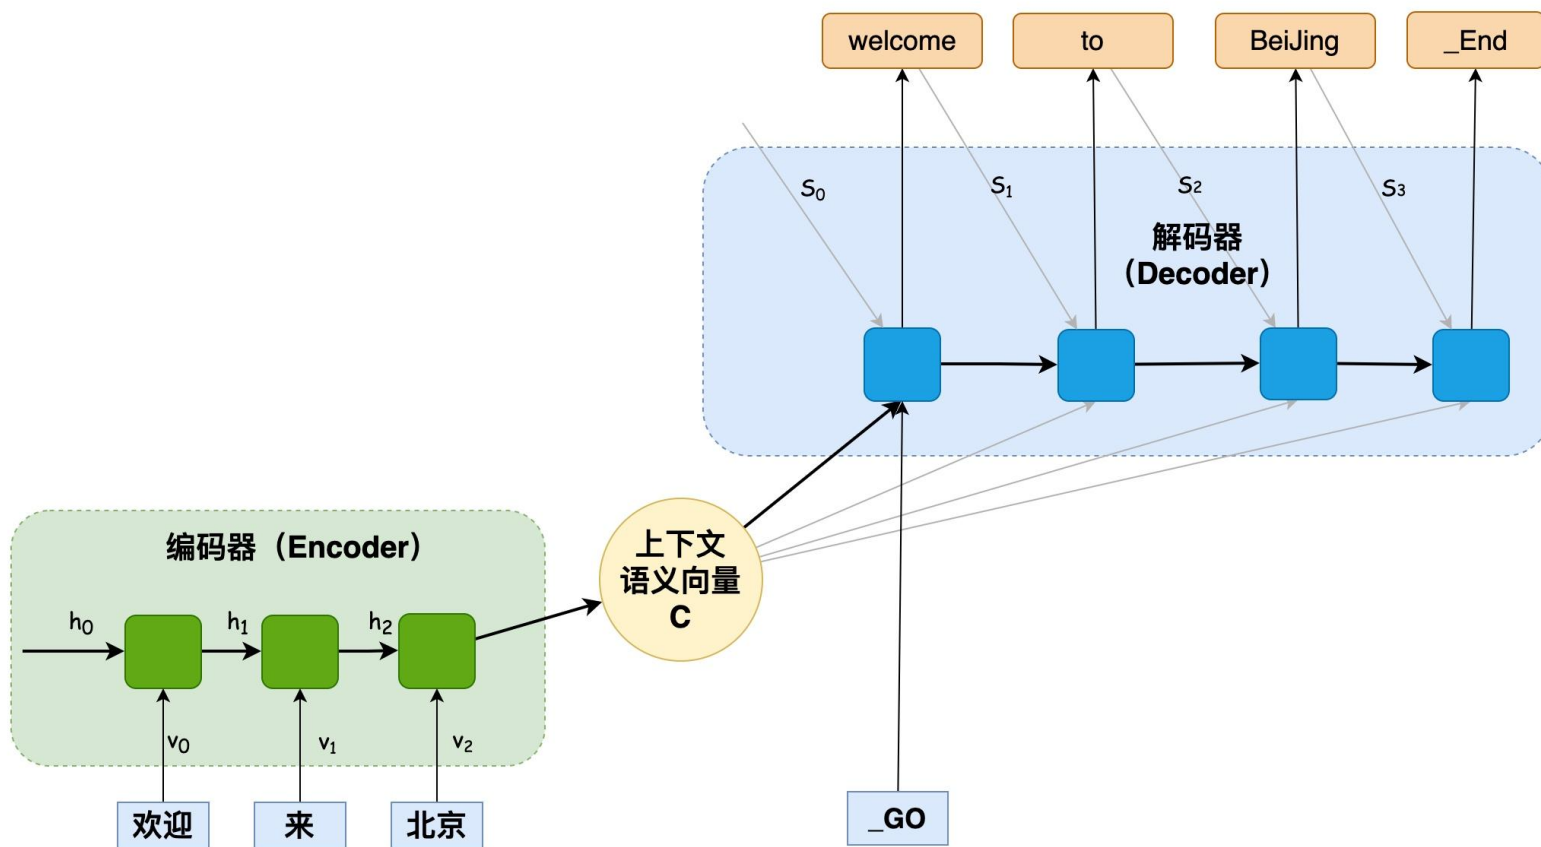 welcome
to
BeiJing
_End
S₀
S₁
S₂
S₃
解码器
（Decoder）
编码器（Encoder）
上下文
语义向量
C
h₀
h₁
h₂
v₀
v₁
v₂
欢迎
来
北京
_GO